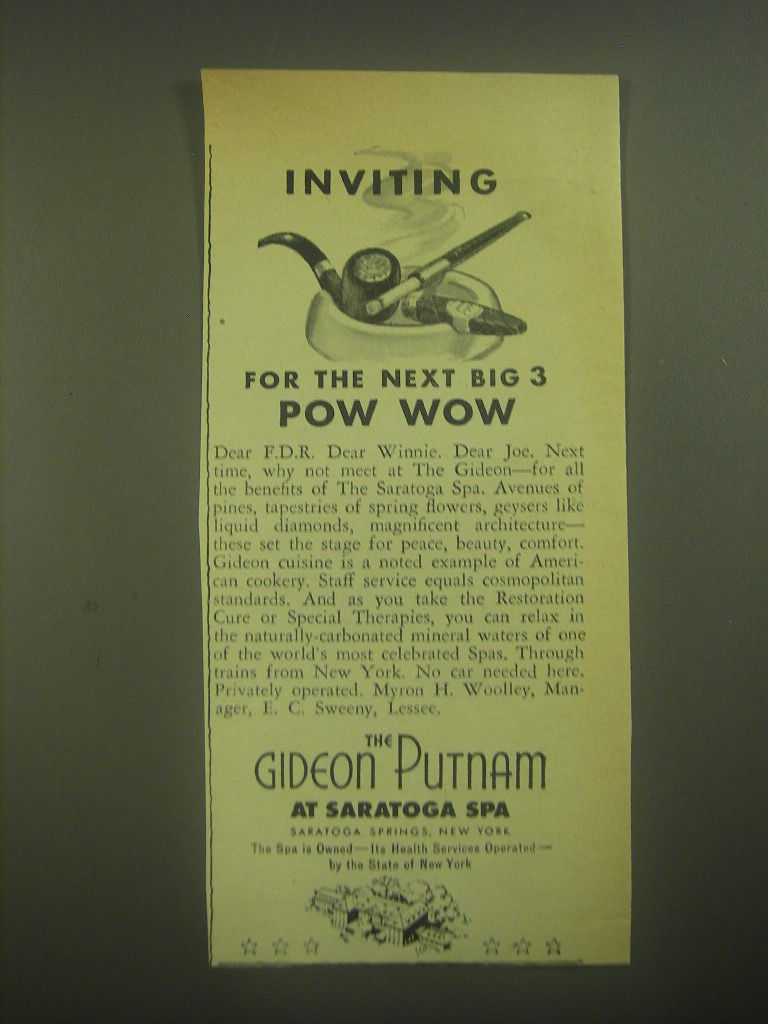 INVITING
FOR THE NEXT BIG 3
POW WOW
Dear F.D.R. Dear Winnie. Dear Joe. Next
time, why not meet at The Gideon—for all
the benefits of The Saratoga Spa. Avenues of
pines, tapestries of spring flowers, geysers like
liquid diamonds, magnificent architecture—
these set the stage for peace, beauty, comfort.
Gideon cuisine is a noted example of Ameri-
can cookery. Staff service equals cosmopolitan
standards. And as you take the Restoration
Cure or Special Therapies, you can relax in
the naturally-carbonated mineral waters of one
of the world's most celebrated Spas. Through
trains from New York. No car needed here.
Privately operated. Myron H. Woolley, Man-
ager, E. C. Sweeny, Lessee.
THE
GIDEON PUTNAM
AT SARATOGA SPA
SARATOGA SPRINGS, NEW YORK
The Spa is Owned—Its Health Services Operated—
by the State of New York